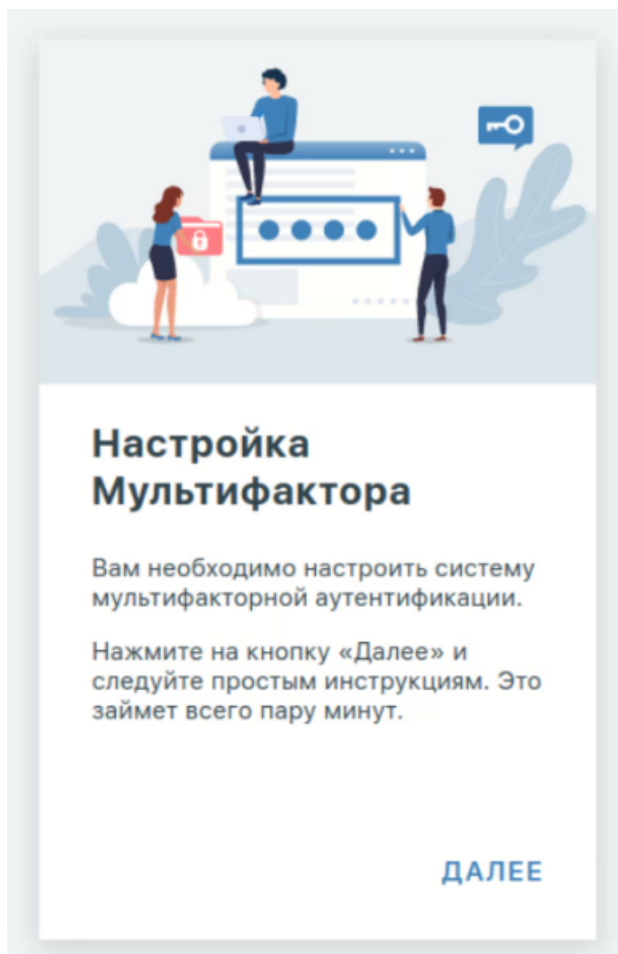 Настройка
Мультифактора
Вам необходимо настроить систему
мультифакторной аутентификации.
Нажмите на кнопку «Далее» и
следуйте простым инструкциям. Это
займет всего пару минут.
ДАЛЕЕ